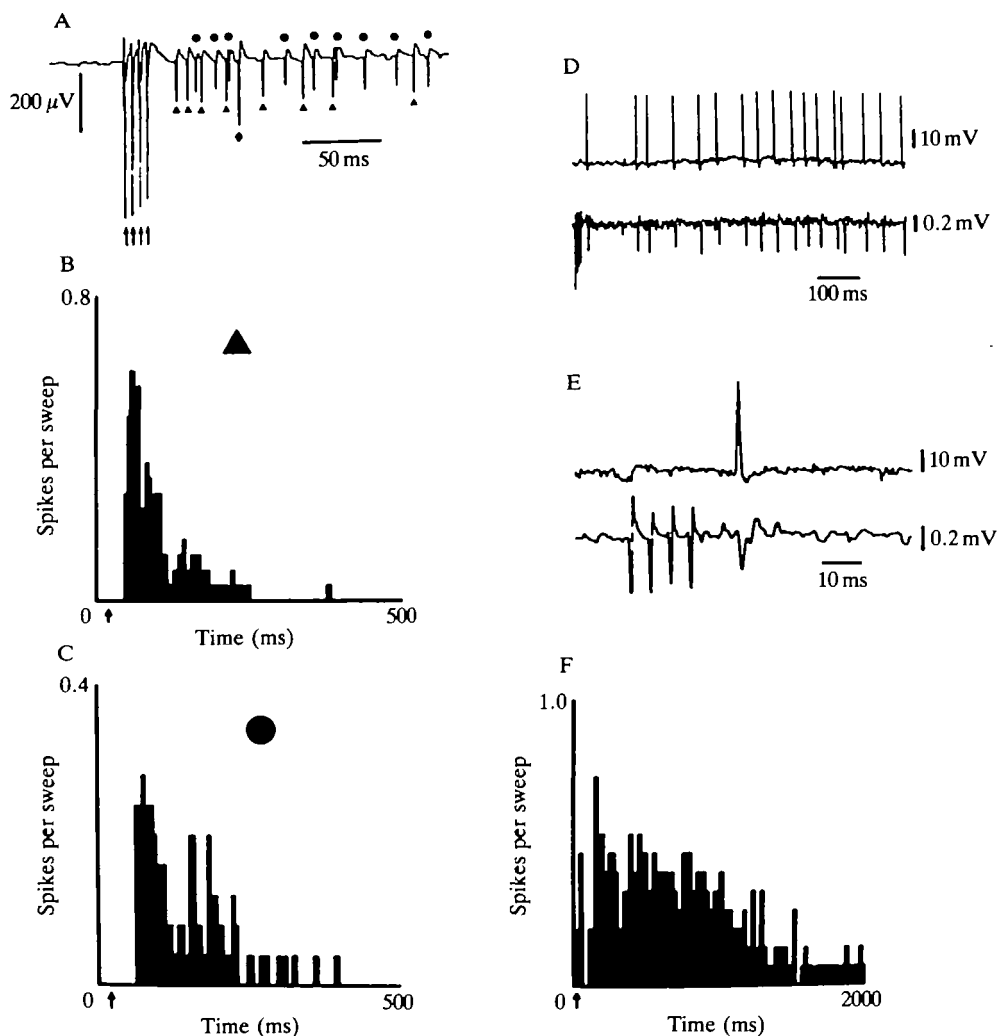 A
200 μV
50 ms
B
0.8
Spikes per sweep
0
500
Time (ms)
C
0.4
Spikes per sweep
0
500
Time (ms)
D
10 mV
0.2 mV
100 ms
E
10 mV
0.2 mV
10 ms
F
1.0
Spikes per sweep
0
2000
Time (ms)